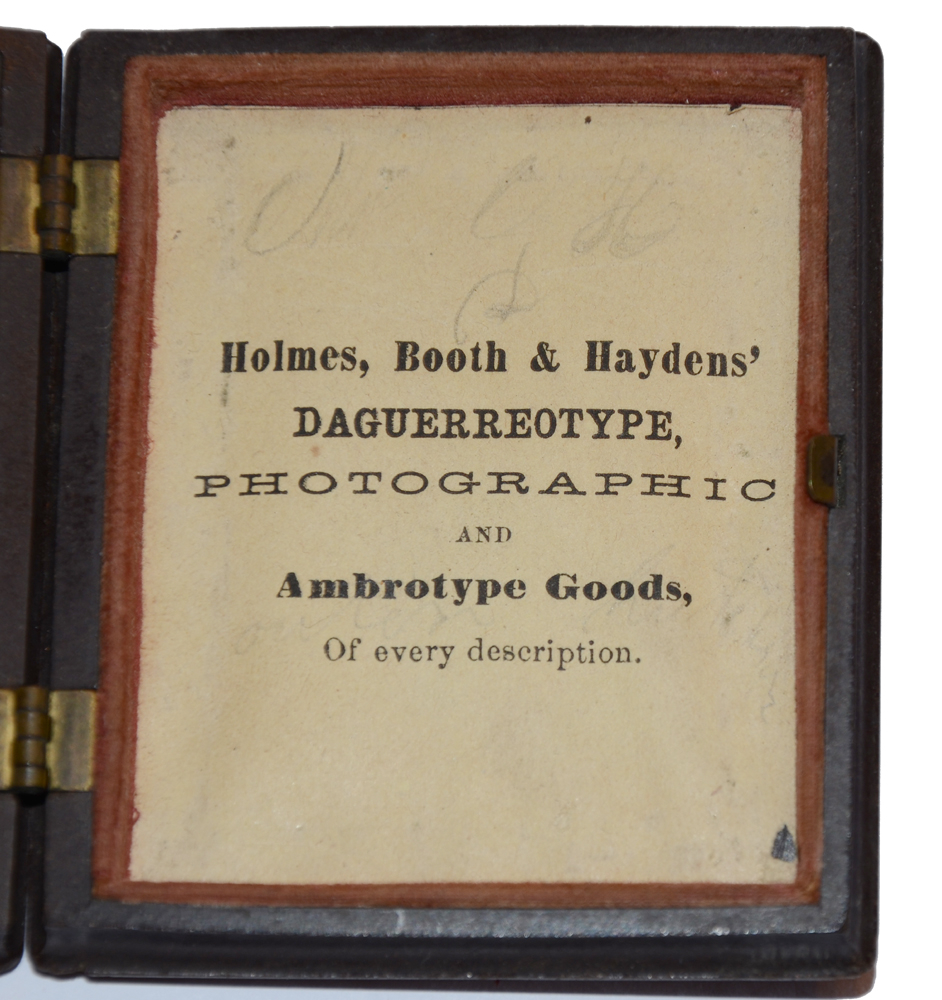 Holmes, Booth & Haydens'
DAGUERREOTYPE,
PHOTOGRAPHIC
AND
Ambrotype Goods,
Of every description.